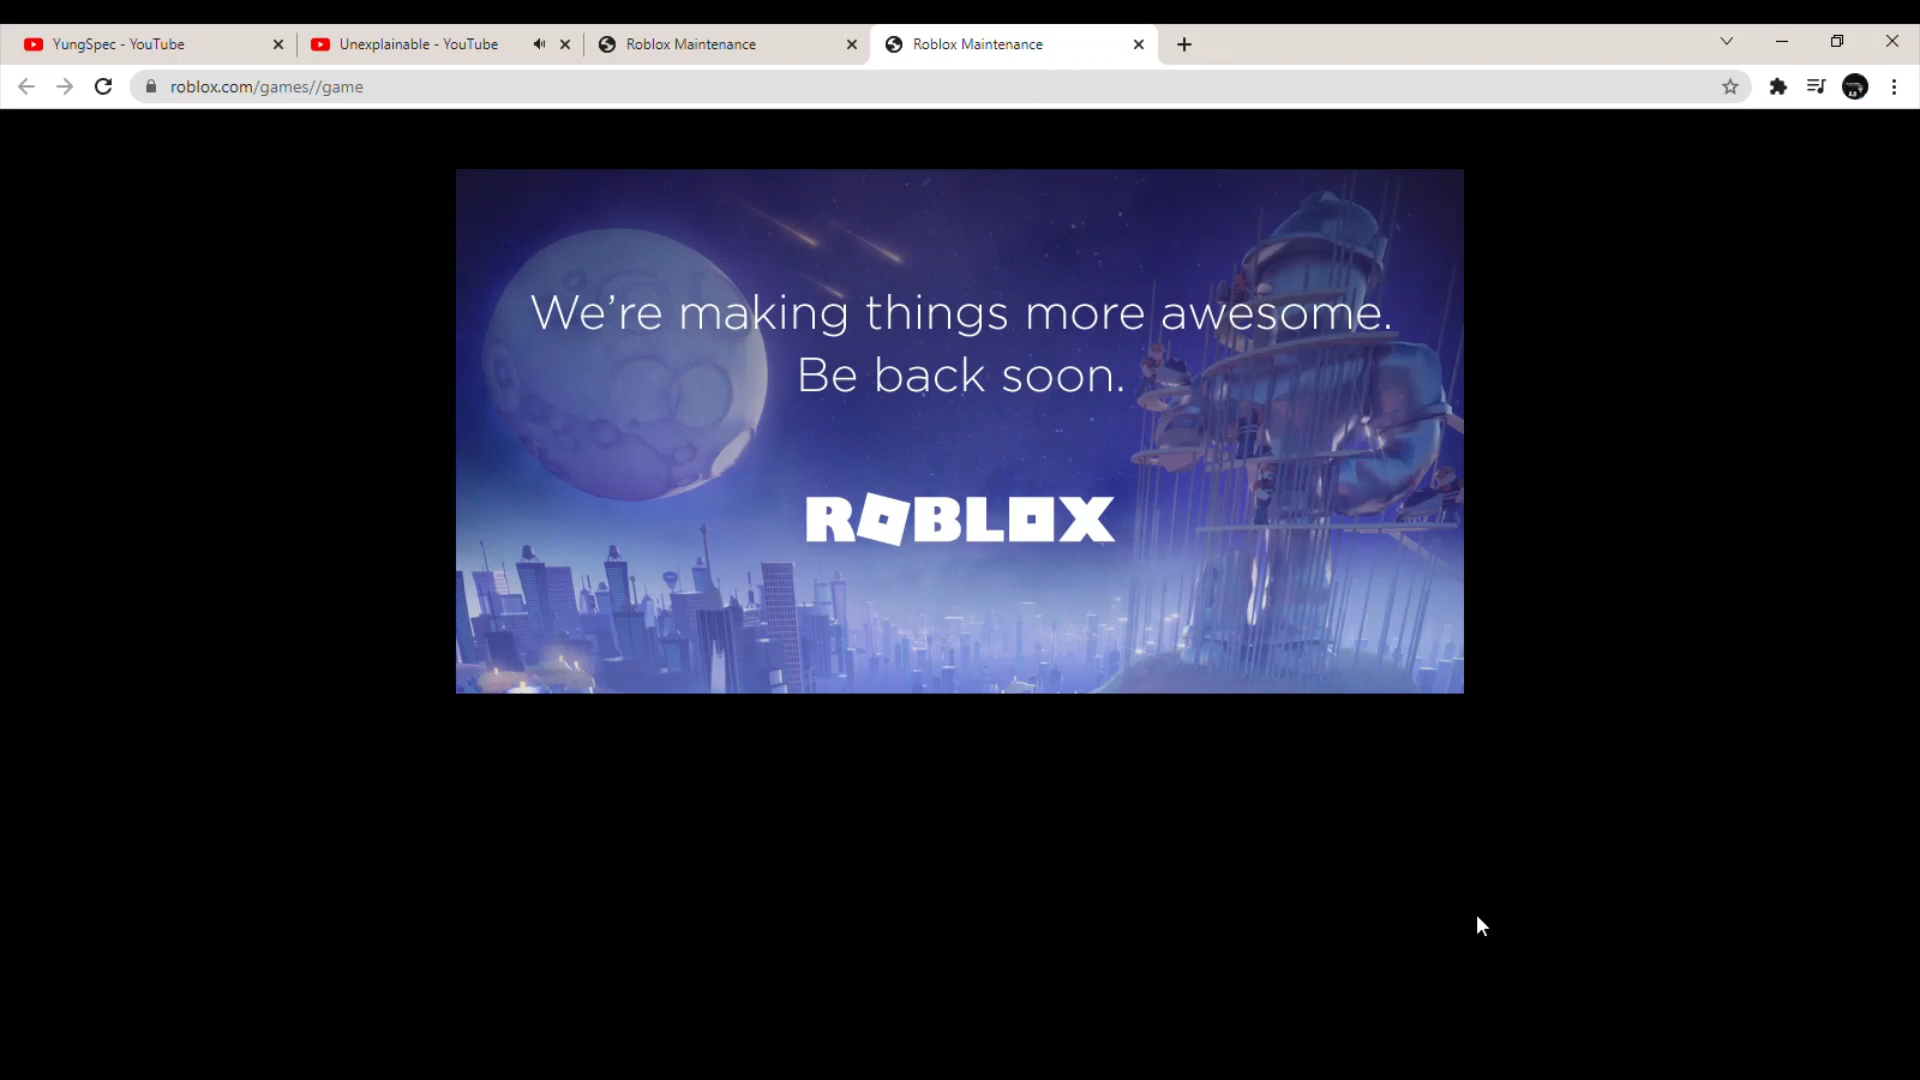 YungSpec - YouTube
Unexplainable - YouTube
Roblox Maintenance
Roblox Maintenance
roblox.com/games//game
We’re making things more awesome.
Be back soon.
ROBLOX